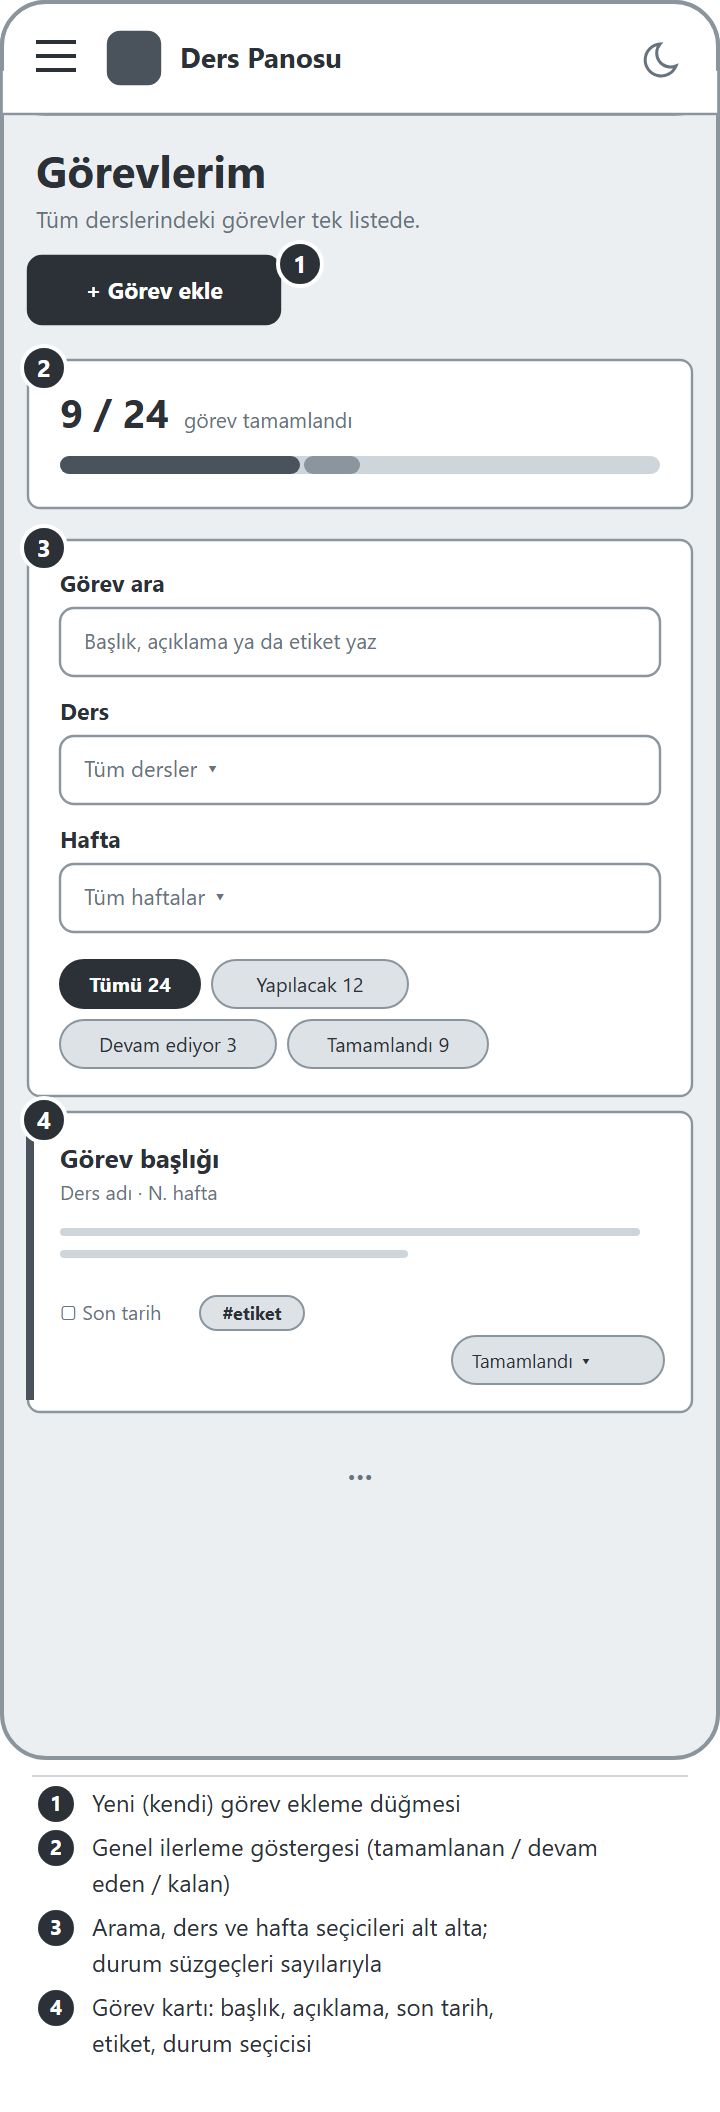 Ders Panosu
Görevlerim
Tüm derslerindeki görevler tek listede.
+ Görev ekle
1
2
9 / 24 görev tamamlandı
3
Görev ara
Başlık, açıklama ya da etiket yaz
Ders
Tüm dersler ▾
Hafta
Tüm haftalar ▾
Tümü 24
Yapılacak 12
Devam ediyor 3
Tamamlandı 9
4
Görev başlığı
Ders adı · N. hafta
▢ Son tarih
#etiket
Tamamlandı ▾
•••
1 Yeni (kendi) görev ekleme düğmesi
2 Genel ilerleme göstergesi (tamamlanan / devam
eden / kalan)
3 Arama, ders ve hafta seçicileri alt alta;
durum süzgeçleri sayılarıyla
4 Görev kartı: başlık, açıklama, son tarih,
etiket, durum seçicisi